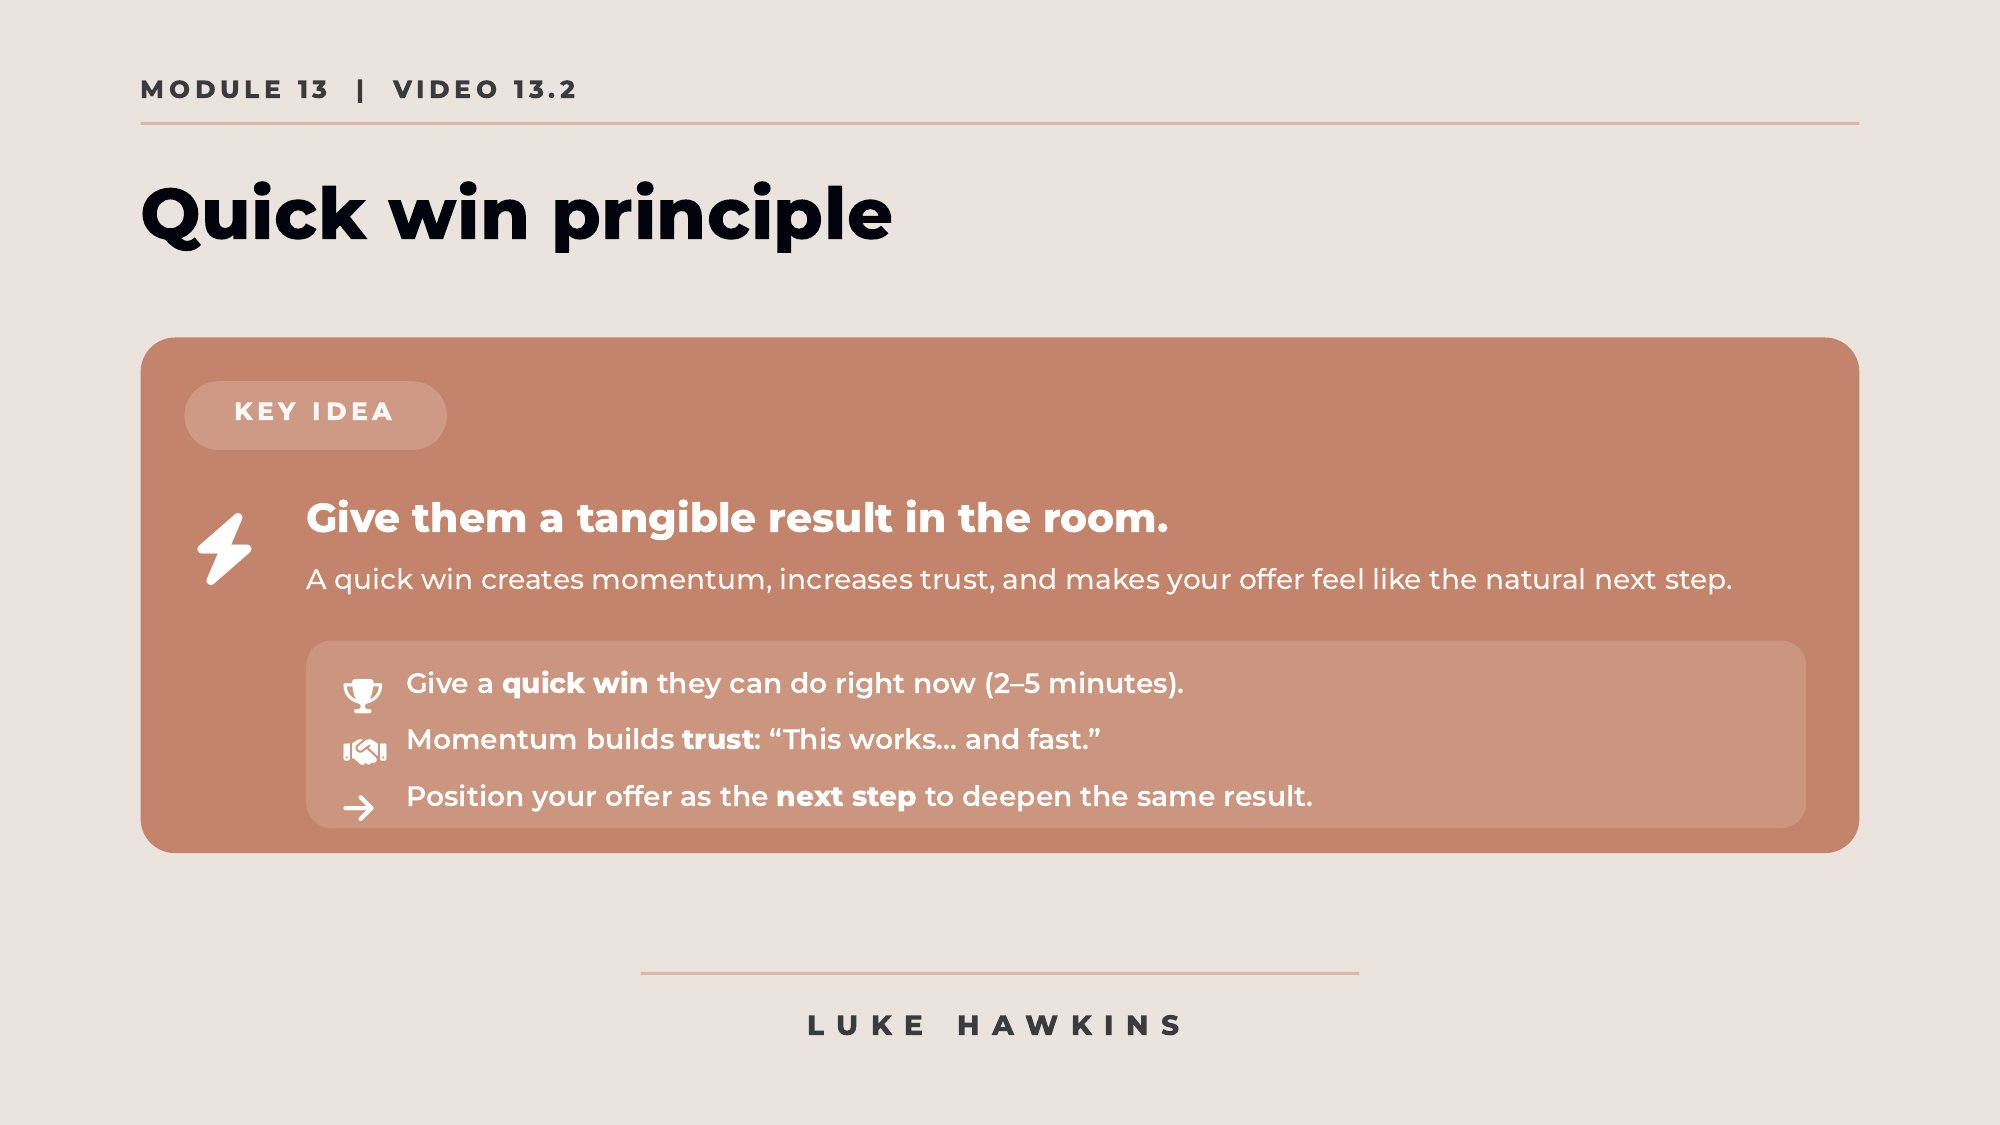 MODULE 13 | VIDEO 13.2
Quick win principle
KEY IDEA
Give them a tangible result in the room.
A quick win creates momentum, increases trust, and makes your offer feel like the natural next step.
Give a quick win they can do right now (2–5 minutes).
Momentum builds trust: “This works... and fast.”
Position your offer as the next step to deepen the same result.
LUKE HAWKINS